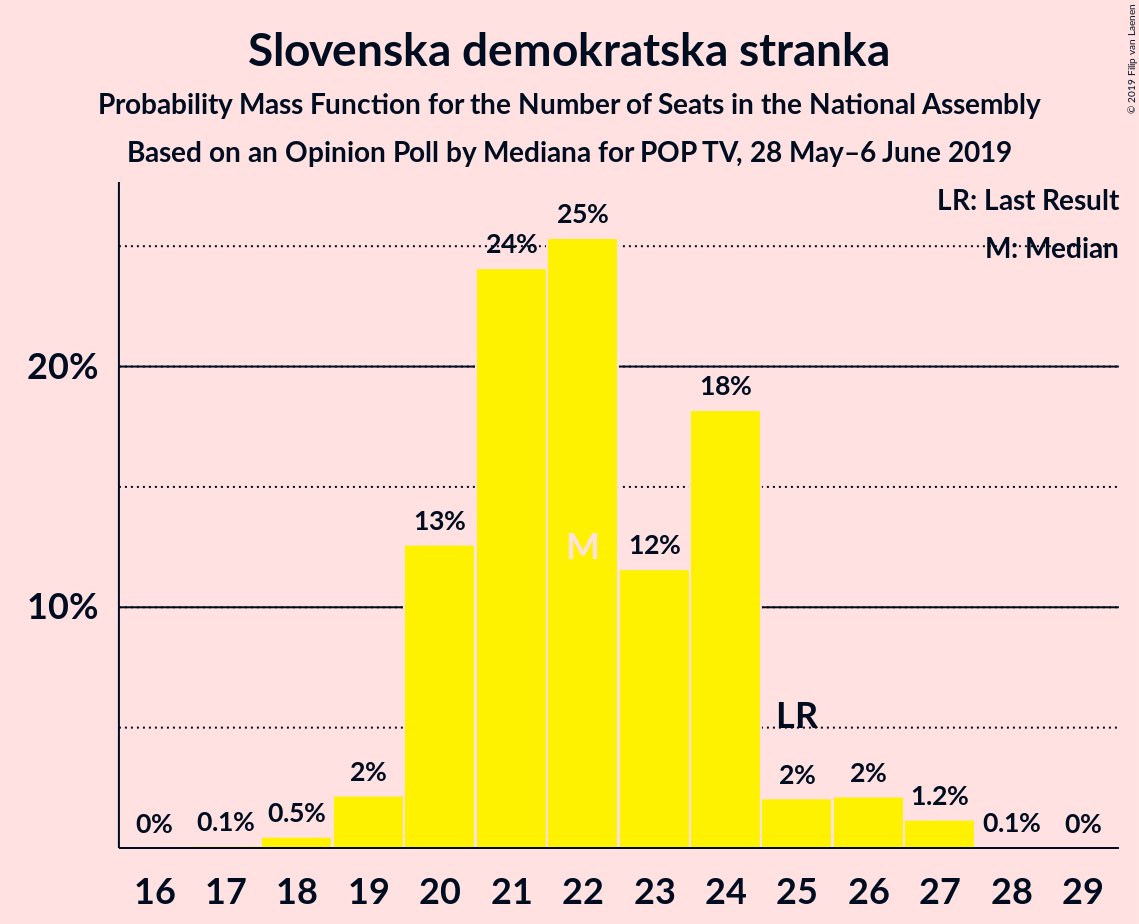 Slovenska demokratska stranka
Probability Mass Function for the Number of Seats in the National Assembly
Based on an Opinion Poll by Mediana for POP TV, 28 May–6 June 2019
© 2019 Filip van Laenen
LR: Last Result
M: Median
20%
10%
0%
0.1%
0.5%
2%
13%
24%
25%
12%
18%
2%
2%
1.2%
0.1%
0%
M
LR
16 17 18 19 20 21 22 23 24 25 26 27 28 29